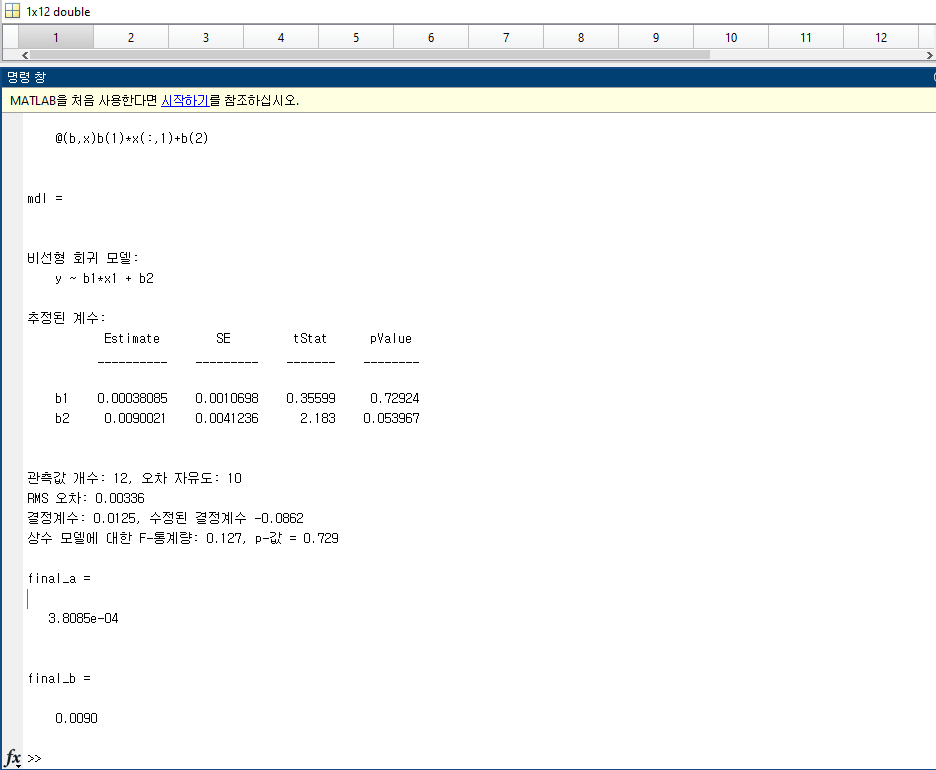 1x12 double
1 2 3 4 5 6 7 8 9 10 11 12
명령 창
MATLAB을 처음 사용한다면 시작하기를 참조하십시오.
@(b,x)b(1)*x(:,1)+b(2)
mdl =
비선형 회귀 모델:
y ~ b1*x1 + b2
추정된 계수:
Estimate SE tStat pValue
__________ _________ _______ ________
b1 0.00038085 0.0010698 0.35599 0.72924
b2 0.0090021 0.0041236 2.183 0.053967
관측값 개수: 12, 오차 자유도: 10
RMS 오차: 0.00336
결정계수: 0.0125, 수정된 결정계수 -0.0862
상수 모델에 대한 F-통계량: 0.127, p-값 = 0.729
final_a =
3.8085e-04
final_b =
0.0090
fx >>